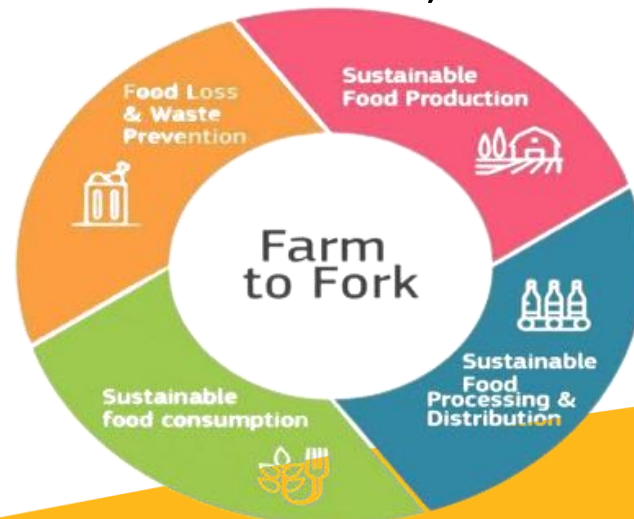 Food Loss
& Waste
Prevention
Sustainable
Food Production
Farm
to Fork
Sustainable
Food
Processing &
Distribution
Sustainable
food consumption